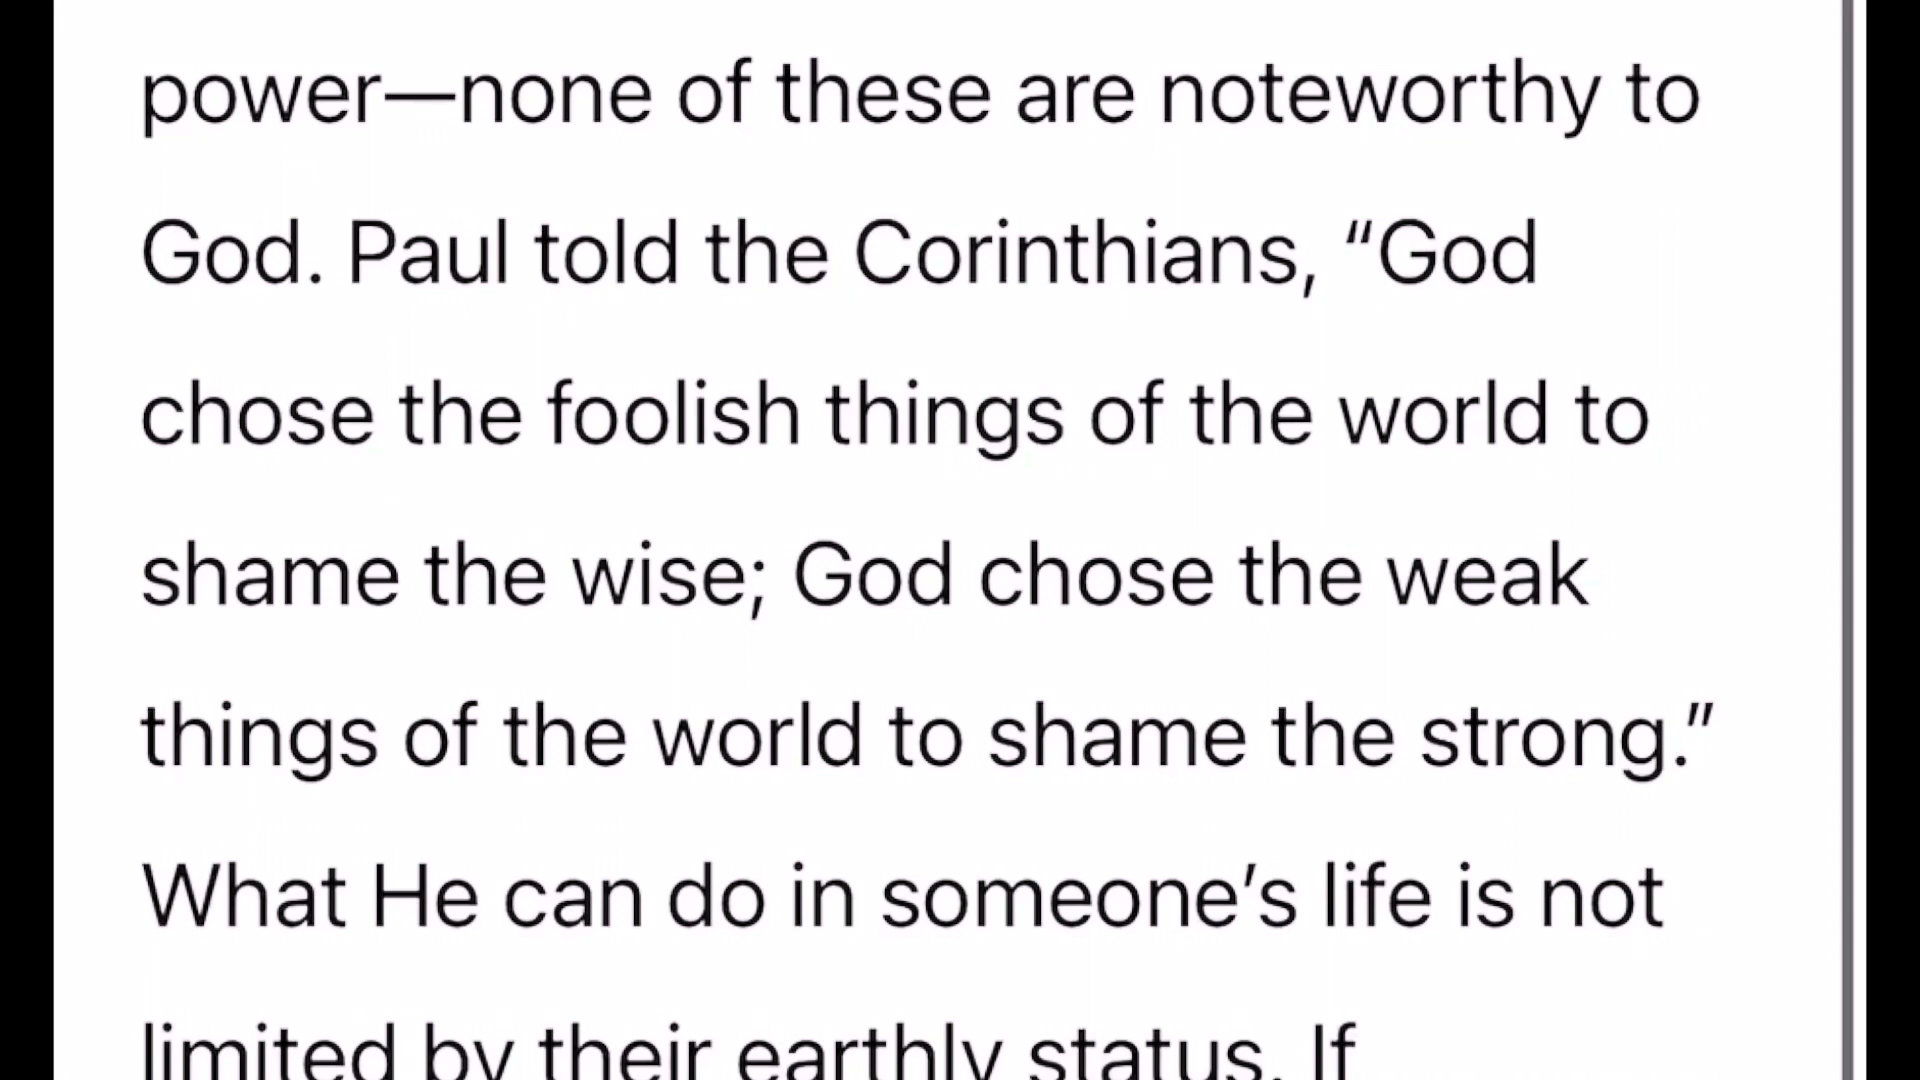 power—none of these are noteworthy to
God. Paul told the Corinthians, “God
chose the foolish things of the world to
shame the wise; God chose the weak
things of the world to shame the strong.”
What He can do in someone’s life is not
limited by their earthly status. If